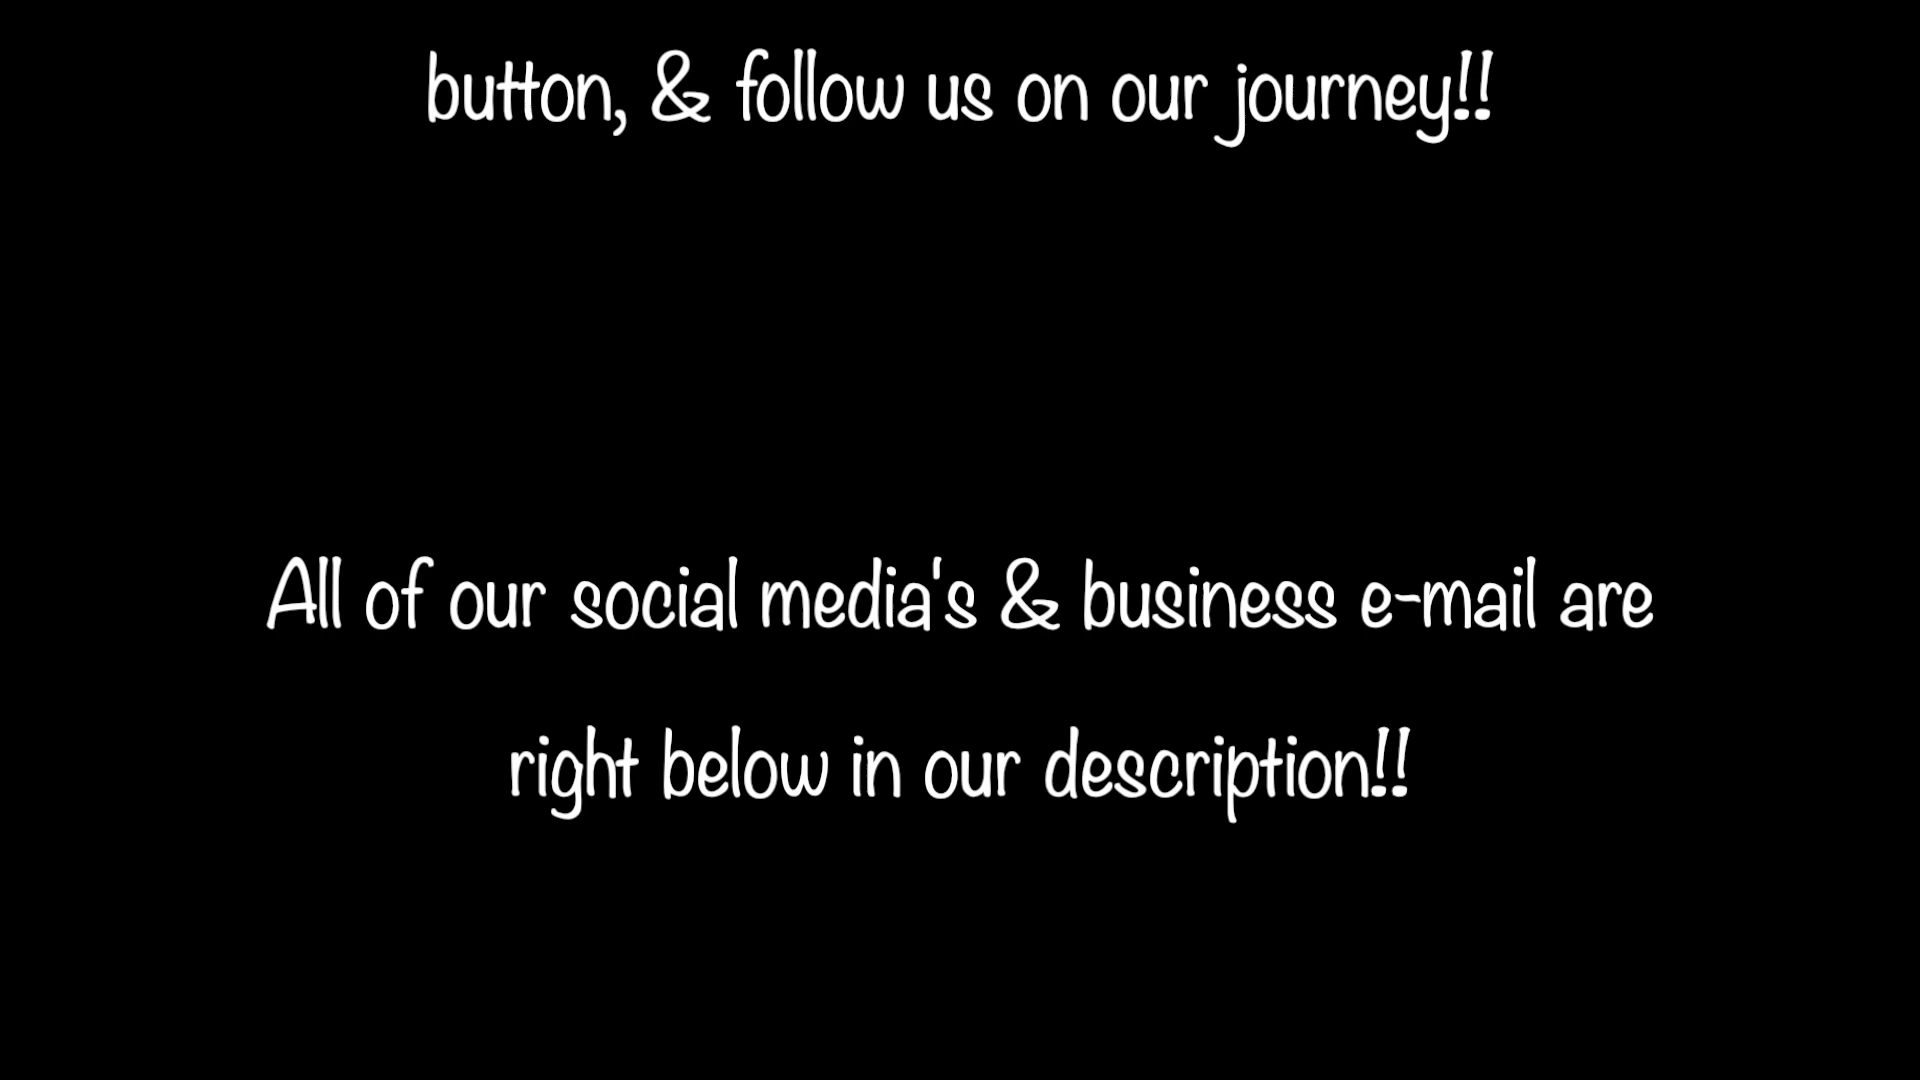 button, & follow us on our journey!!
All of our social media's & business e-mail are
right below in our description!!